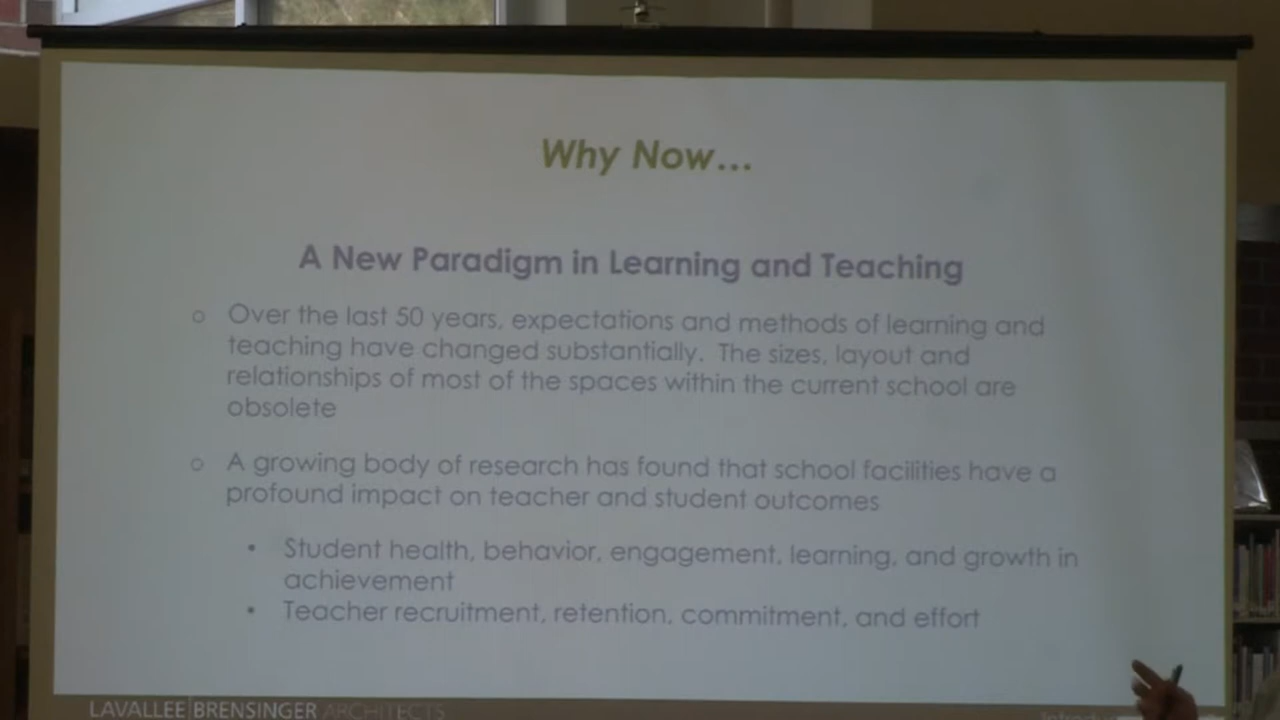 Why Now...
A New Paradigm in Learning and Teaching
o Over the last 50 years, expectations and methods of learning and
teaching have changed substantially. The sizes, layout and
relationships of most of the spaces within the current school are
obsolete
o A growing body of research has found that school facilities have a
profound impact on teacher and student outcomes
• Student health, behavior, engagement, learning, and growth in
achievement
• Teacher recruitment, retention, commitment, and effort
LAVALLEE|BRENSINGER ARCHITECTS